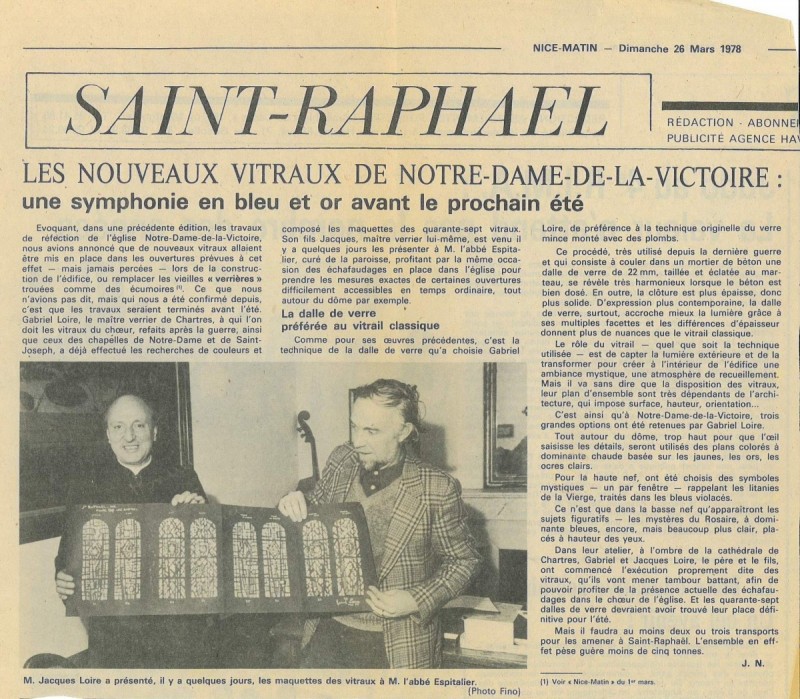 NICE-MATIN — Dimanche 26 Mars 1978
SAINT-RAPHAEL
RÉDACTION - ABONNE
PUBLICITÉ AGENCE HAV
LES NOUVEAUX VITRAUX DE NOTRE-DAME-DE-LA-VICTOIRE :
une symphonie en bleu et or avant le prochain été
Evoquant, dans une précédente édition, les travaux
de réfection de l'église Notre-Dame-de-la-Victoire,
nous avions annoncé que de nouveaux vitraux allaient
être mis en place dans les ouvertures prévues à cet
effet — mais jamais percées — lors de la construc-
tion de l'édifice, ou remplacer les vieilles « verrières »
trouées comme des écumoires (1). Ce que nous
n'avions pas dit, mais qui nous a été confirmé depuis,
c'est que les travaux seraient terminés avant l'été.
Gabriel Loire, le maître verrier de Chartres, à qui l'on
doit les vitraux du chœur, refaits après la guerre, ainsi
que ceux des chapelles de Notre-Dame et de Saint-
Joseph, a déjà effectué les recherches de couleurs et
composé les maquettes des quarante-sept vitraux.
Son fils Jacques, maître verrier lui-même, est venu il
y a quelques jours les présenter à M. l'abbé Espita-
lier, curé de la paroisse, profitant par la même occa-
sion des échafaudages en place dans l'église pour
prendre les mesures exactes de certaines ouvertures
difficilement accessibles en temps ordinaire, tout
autour du dôme par exemple.
La dalle de verre
préférée au vitrail classique
Comme pour ses œuvres précédentes, c'est la
technique de la dalle de verre qu'a choisie Gabriel
Loire, de préférence à la technique originelle du verre
mince monté avec des plombs.
Ce procédé, très utilisé depuis la dernière guerre
et qui consiste à couler dans un mortier de béton une
dalle de verre de 22 mm, taillée et éclatée au mar-
teau, se révèle très harmonieux lorsque le béton est
bien dosé. En outre, la clôture est plus épaisse, donc
plus solide. D'expression plus contemporaine, la dalle
de verre, surtout, accroche mieux la lumière grâce à
ses multiples facettes et les différences d'épaisseur
donnent plus de nuances que le vitrail classique.
Le rôle du vitrail — quel que soit la technique
utilisée — est de capter la lumière extérieure et de la
transformer pour créer à l'intérieur de l'édifice une
ambiance mystique, une atmosphère de recueillement.
Mais il va sans dire que la disposition des vitraux,
leur plan d'ensemble sont très dépendants de l'archi-
tecture, qui impose surface, hauteur, orientation...
C'est ainsi qu'à Notre-Dame-de-la-Victoire, trois
grandes options ont été retenues par Gabriel Loire.
Tout autour du dôme, trop haut pour que l'œil
saisisse les détails, seront utilisés des plans colorés à
dominante chaude basée sur les jaunes, les ors, les
ocres clairs.
Pour la haute nef, ont été choisis des symboles
mystiques — un par fenêtre — rappelant les litanies
de la Vierge, traités dans les bleus violacés.
Ce n'est que dans la basse nef qu'apparaîtront les
sujets figuratifs — les mystères du Rosaire, à domi-
nante bleues, encore, mais beaucoup plus clair, pla-
cés à hauteur des yeux.
Dans leur atelier, à l'ombre de la cathédrale de
Chartres, Gabriel et Jacques Loire, le père et le fils,
ont commencé l'exécution proprement dite des
vitraux, qu'ils vont mener tambour battant, afin de
pouvoir profiter de la présence actuelle des échafau-
dages dans le chœur de l'église. Et les quarante-sept
dalles de verre devraient avoir trouvé leur place défini-
tive pour l'été.
Mais il faudra au moins deux ou trois transports
pour les amener à Saint-Raphaël. L'ensemble en ef-
fet pèse guère moins de cinq tonnes.
J. N.
(1) Voir « Nice-Matin » du 1er mars.
M. Jacques Loire a présenté, il y a quelques jours, les maquettes des vitraux à M. l'abbé Espitalier.
(Photo Fino)